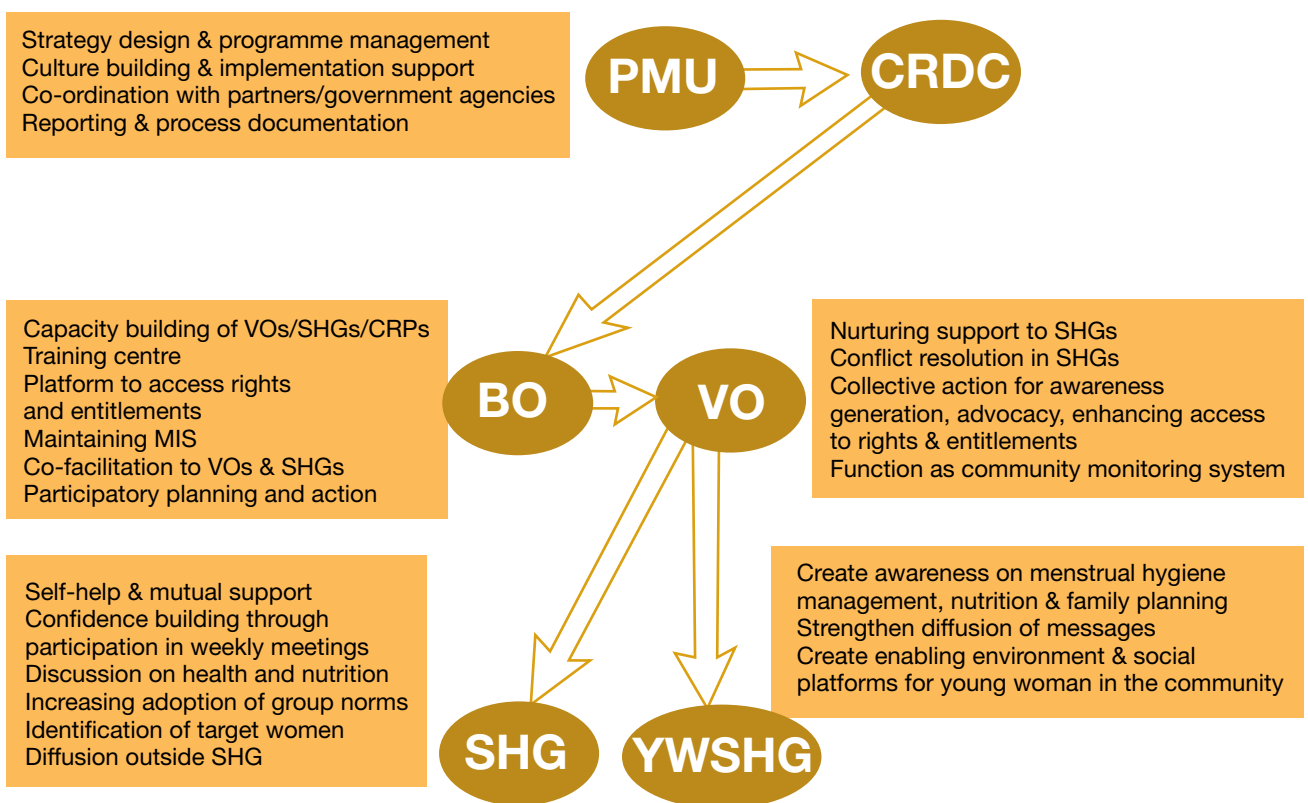 Strategy design & programme management
Culture building & implementation support
Co-ordination with partners/government agencies
Reporting & process documentation
PMU
CRDC
Capacity building of VOs/SHGs/CRPs
Training centre
Platform to access rights
and entitlements
Maintaining MIS
Co-facilitation to VOs & SHGs
Participatory planning and action
BO
VO
Nurturing support to SHGs
Conflict resolution in SHGs
Collective action for awareness
generation, advocacy, enhancing access
to rights & entitlements
Function as community monitoring system
Self-help & mutual support
Confidence building through
participation in weekly meetings
Discussion on health and nutrition
Increasing adoption of group norms
Identification of target women
Diffusion outside SHG
SHG
YWSHG
Create awareness on menstrual hygiene
management, nutrition & family planning
Strengthen diffusion of messages
Create enabling environment & social
platforms for young woman in the community